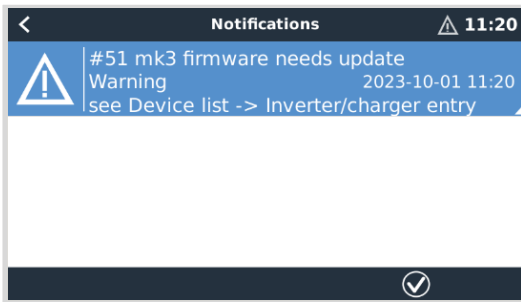 Notifications 11:20
#51 mk3 firmware needs update
Warning 2023-10-01 11:20
see Device list -> Inverter/charger entry